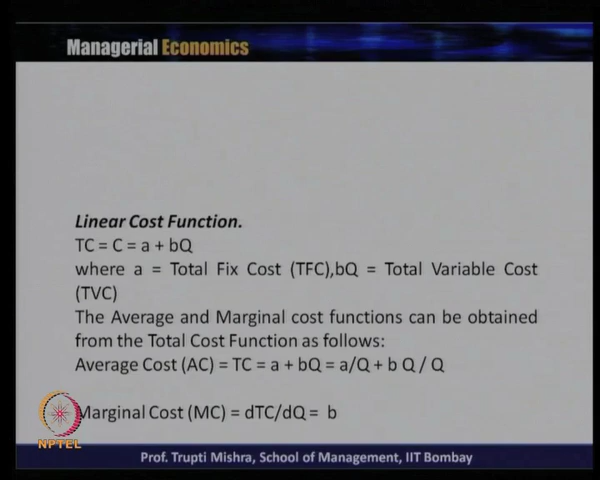 Managerial Economics
Linear Cost Function.
TC = C = a + bQ
where a = Total Fix Cost (TFC),bQ = Total Variable Cost
(TVC)
The Average and Marginal cost functions can be obtained
from the Total Cost Function as follows:
Average Cost (AC) = TC = a + bQ = a/Q + b Q / Q
Marginal Cost (MC) = dTC/dQ = b
NPTEL
Prof. Trupti Mishra, School of Management, IIT Bombay